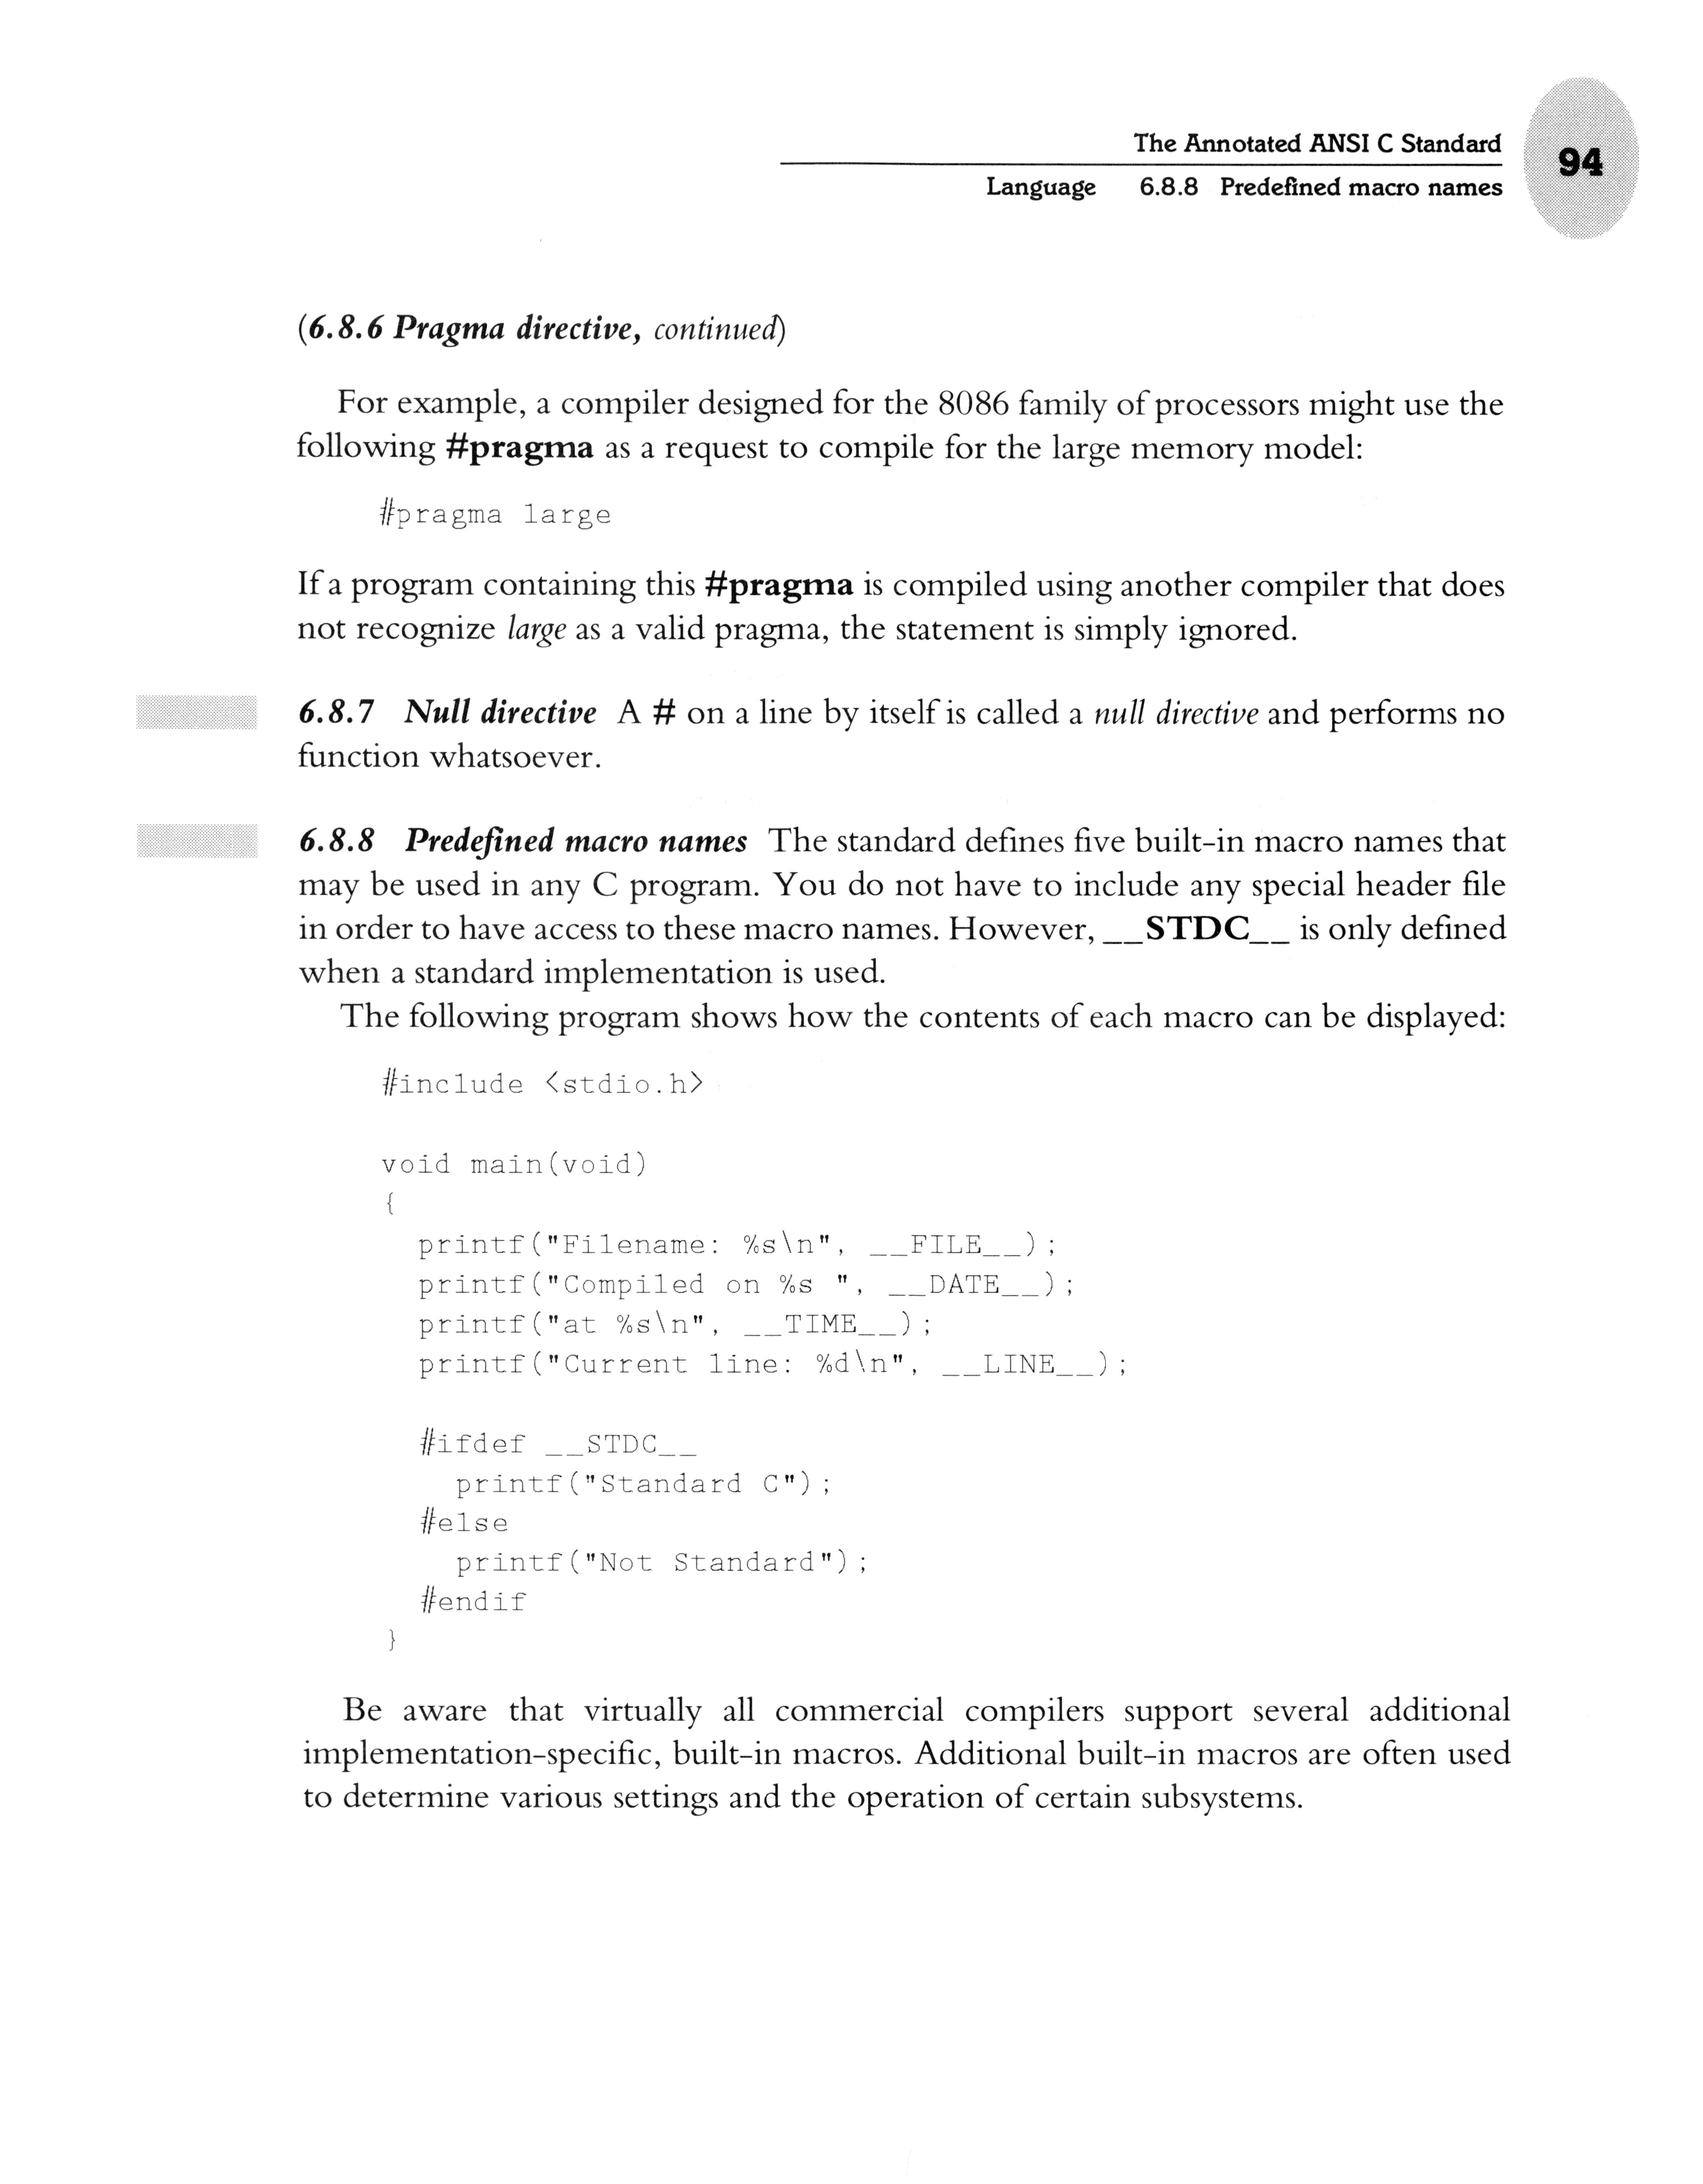 The Annotated ANSI C Standard
94
Language 6.8.8 Predefined macro names
(6.8.6 Pragma directive, continued)
For example, a compiler designed for the 8086 family of processors might use the
following #pragma as a request to compile for the large memory model:
#pragma large
If a program containing this #pragma is compiled using another compiler that does
not recognize large as a valid pragma, the statement is simply ignored.
6.8.7 Null directive A # on a line by itself is called a null directive and performs no
function whatsoever.
6.8.8 Predefined macro names The standard defines five built-in macro names that
may be used in any C program. You do not have to include any special header file
in order to have access to these macro names. However, __STDC__ is only defined
when a standard implementation is used.
The following program shows how the contents of each macro can be displayed:
#include <stdio.h>
void main(void)
{
printf("Filename: %s\n", __FILE__);
printf("Compiled on %s ", __DATE__);
printf("at %s\n", __TIME__);
printf("Current line: %d\n", __LINE__);
#ifdef __STDC__
printf("Standard C");
#else
printf("Not Standard");
#endif
}
Be aware that virtually all commercial compilers support several additional
implementation-specific, built-in macros. Additional built-in macros are often used
to determine various settings and the operation of certain subsystems.